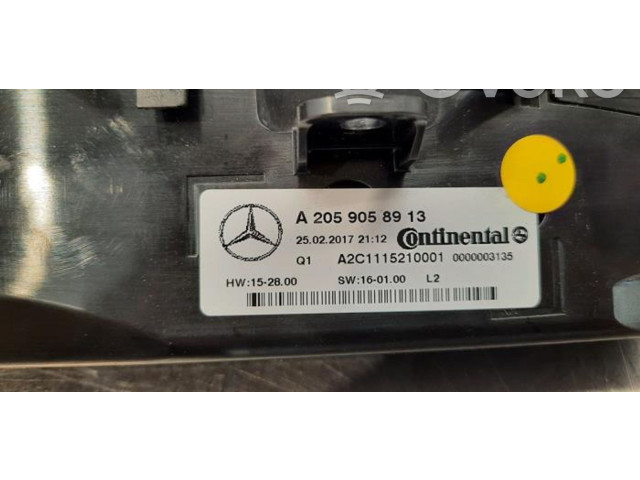 A 205 905 89 13
25.02.2017 21:12 Continental
Q1 A2C1115210001 0000003135
HW:15-28.00 SW:16-01.00 L2